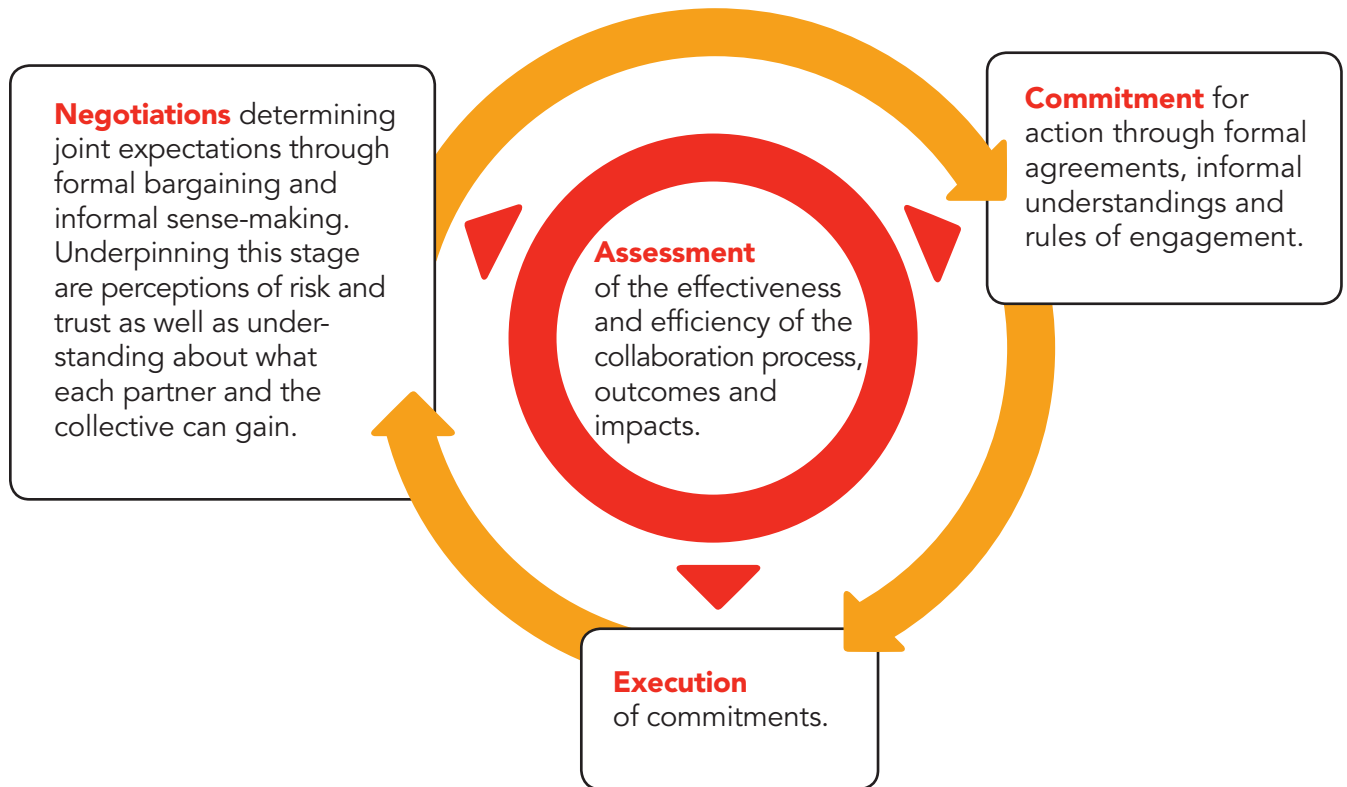 Negotiations determining
joint expectations through
formal bargaining and
informal sense-making.
Underpinning this stage
are perceptions of risk and
trust as well as under-
standing about what
each partner and the
collective can gain.
Commitment for
action through formal
agreements, informal
understandings and
rules of engagement.
Assessment
of the effectiveness
and efficiency of the
collaboration process,
outcomes and
impacts.
Execution
of commitments.